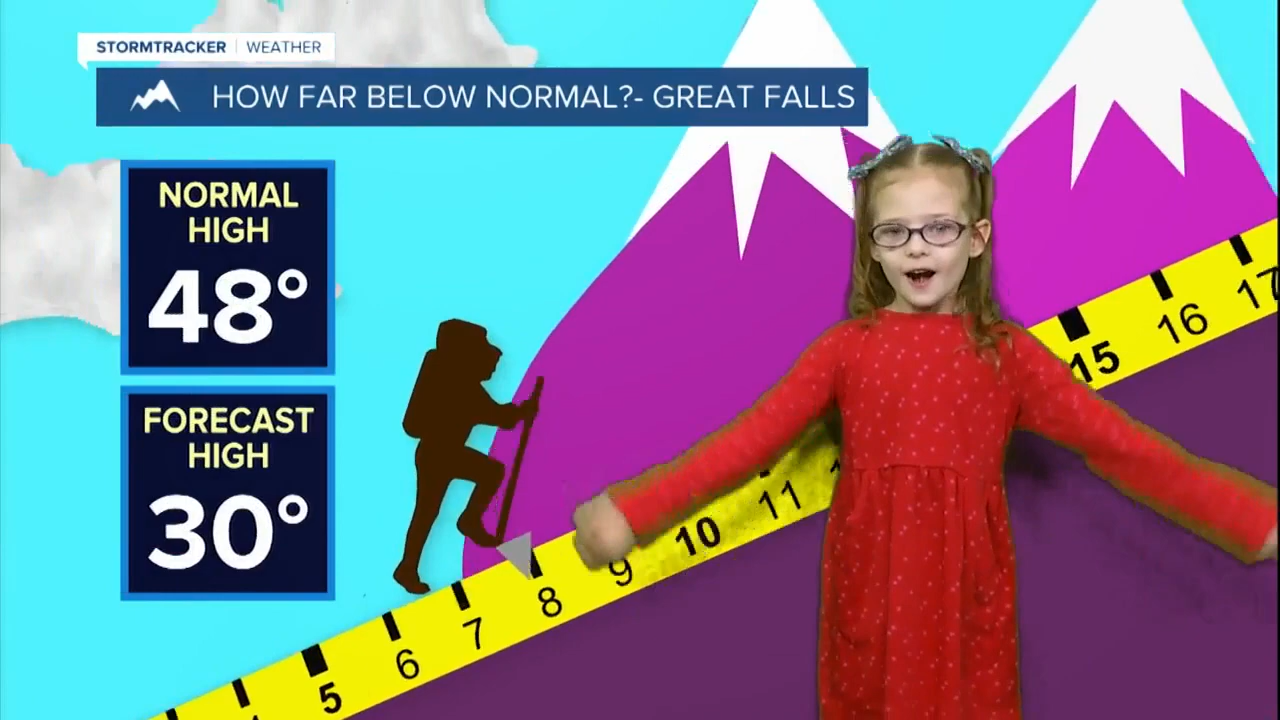 STORMTRACKER | WEATHER
HOW FAR BELOW NORMAL?- GREAT FALLS
NORMAL
HIGH
48°
FORECAST
HIGH
30°
5
6
7
8
9
10
11
15
16
17